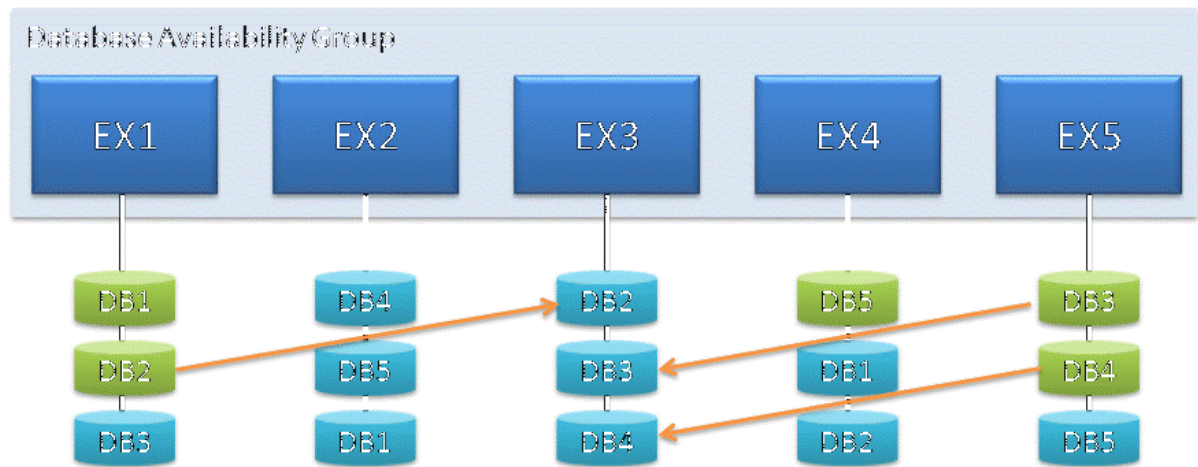 Database Availability Group
EX1 EX2 EX3 EX4 EX5
DB1 DB4 DB2 DB5 DB3
DB2 DB5 DB3 DB1 DB4
DB3 DB1 DB4 DB2 DB5